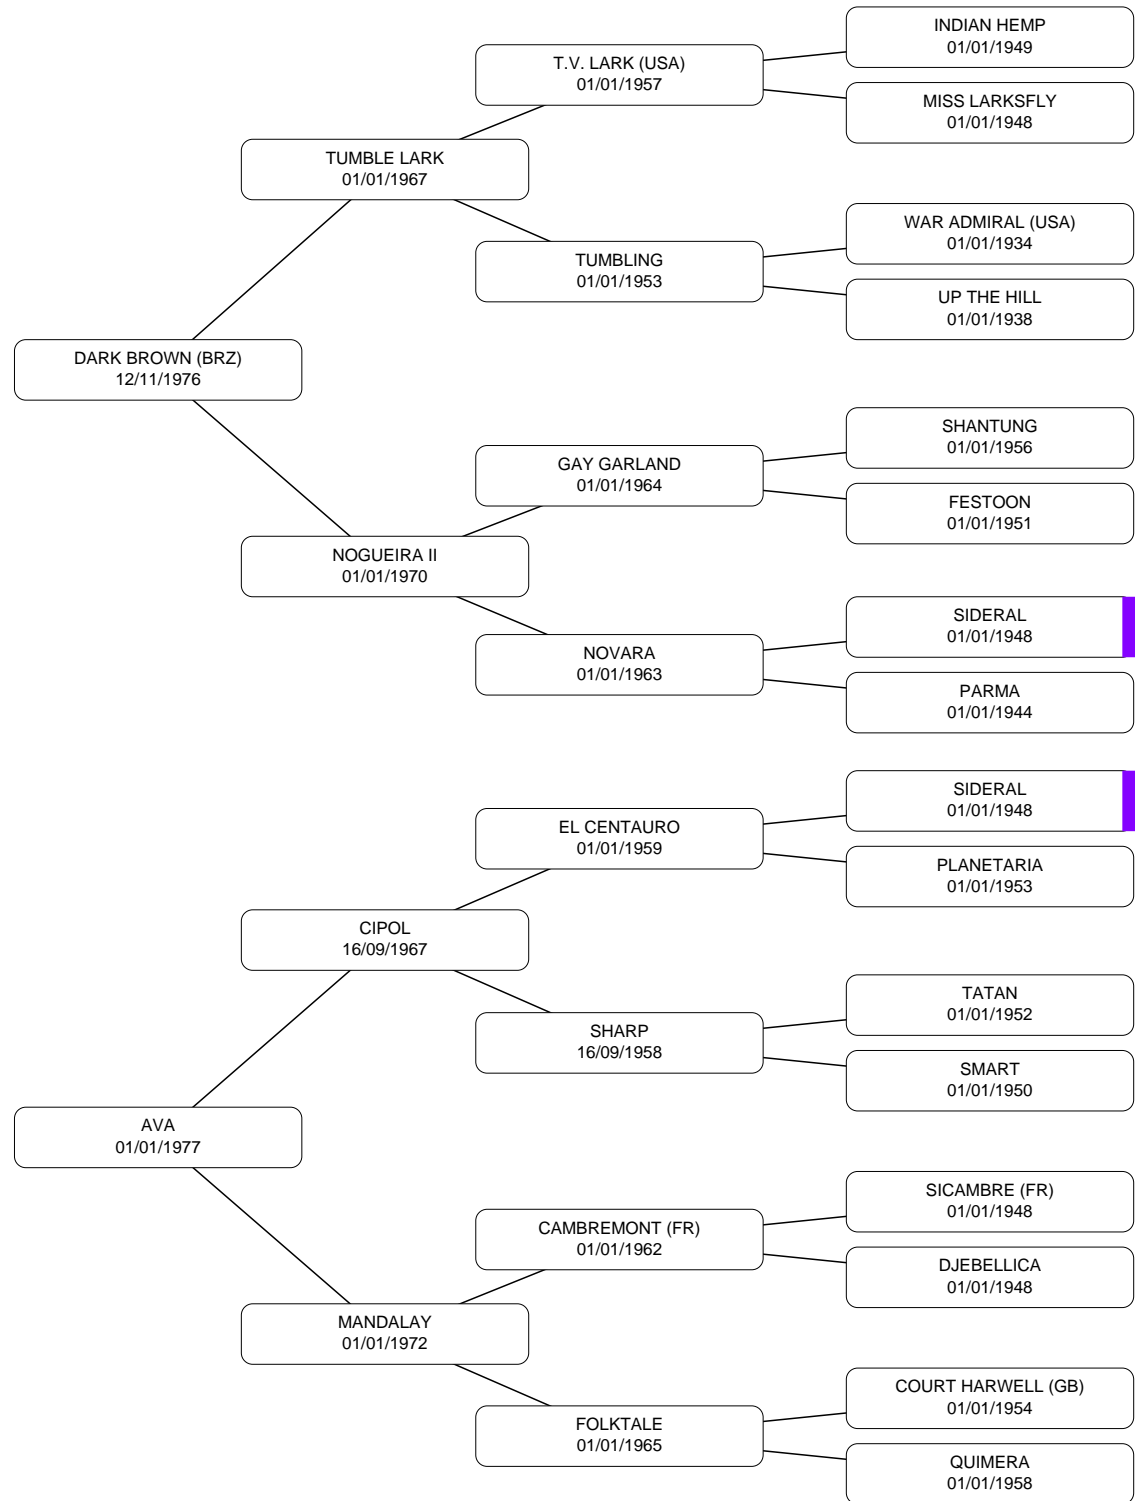 INDIAN HEMP
01/01/1949
T.V. LARK (USA)
01/01/1957
MISS LARKSFLY
01/01/1948
TUMBLE LARK
01/01/1967
WAR ADMIRAL (USA)
01/01/1934
TUMBLING
01/01/1953
UP THE HILL
01/01/1938
DARK BROWN (BRZ)
12/11/1976
SHANTUNG
01/01/1956
GAY GARLAND
01/01/1964
FESTOON
01/01/1951
NOGUEIRA II
01/01/1970
SIDERAL
01/01/1948
NOVARA
01/01/1963
PARMA
01/01/1944
SIDERAL
01/01/1948
EL CENTAURO
01/01/1959
PLANETARIA
01/01/1953
CIPOL
16/09/1967
TATAN
01/01/1952
SHARP
16/09/1958
SMART
01/01/1950
AVA
01/01/1977
SICAMBRE (FR)
01/01/1948
CAMBREMONT (FR)
01/01/1962
DJEBELLICA
01/01/1948
MANDALAY
01/01/1972
COURT HARWELL (GB)
01/01/1954
FOLKTALE
01/01/1965
QUIMERA
01/01/1958